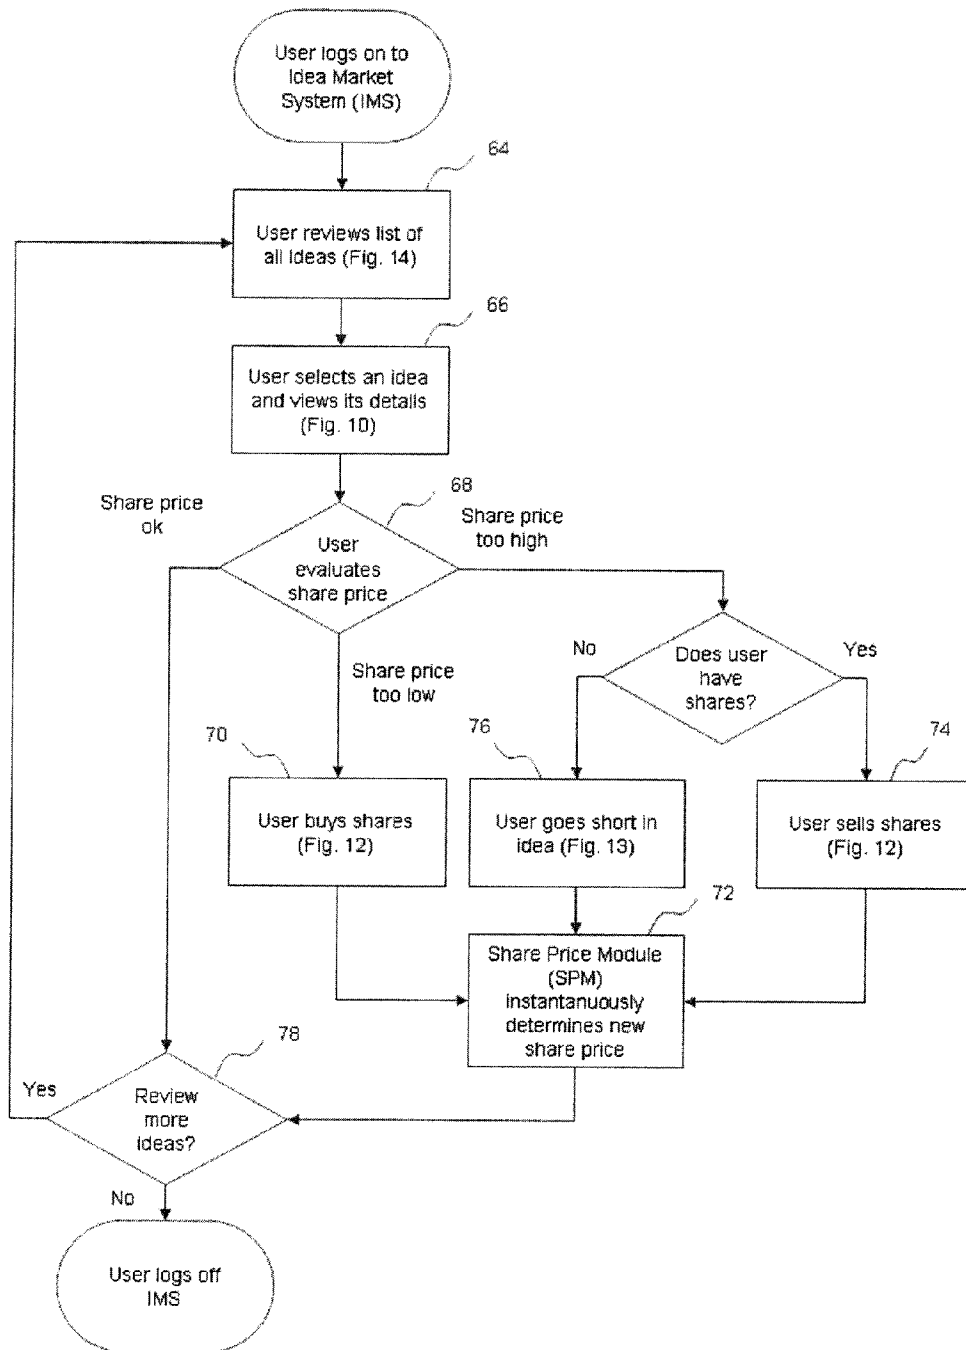 User logs on to
Idea Market
System (IMS)
64
User reviews list of
all Ideas (Fig. 14)
66
User selects an idea
and views its details
(Fig. 10)
68
Share price
ok
Share price
too high
User
evaluates
share price
Share price
too low
No
Does user
have
shares?
Yes
70
User buys shares
(Fig. 12)
76
User goes short in
idea (Fig. 13)
74
User sells shares
(Fig. 12)
72
Share Price Module
(SPM)
instantanuously
determines new
share price
78
Yes
Review
more
ideas?
No
User logs off
IMS